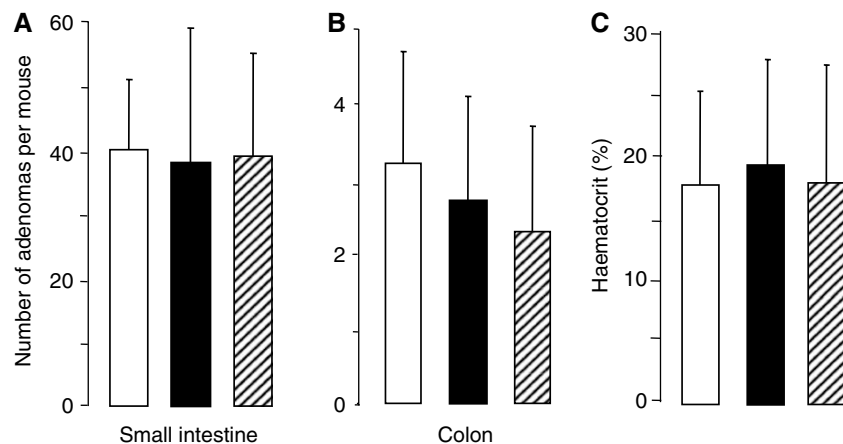 A
Number of adenomas per mouse
60
40
20
0
Small intestine
B
4
2
0
Colon
C
Haematocrit (%)
30
20
10
0